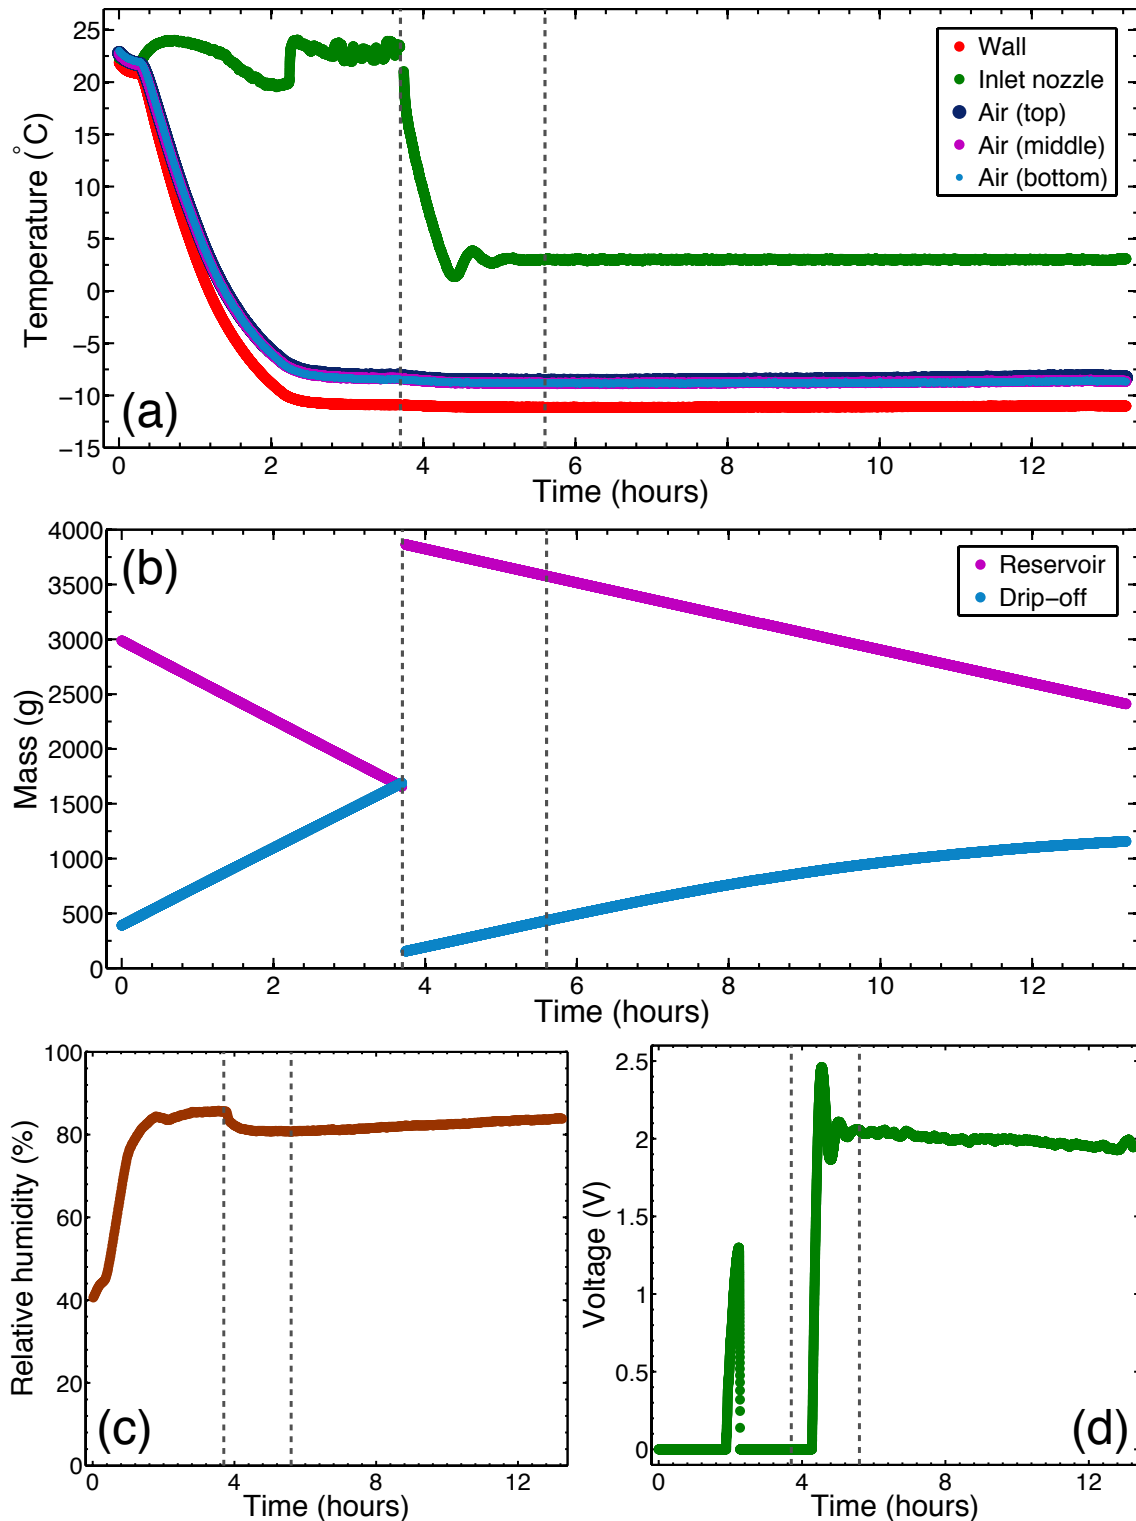 25
20
15
10
5
0
−5
−10
−15
Temperature (°C)
Wall
Inlet nozzle
Air (top)
Air (middle)
Air (bottom)
(a)
0 2 4 6 8 10 12
Time (hours)
4000
3500
3000
2500
2000
1500
1000
500
0
Mass (g)
(b)
Reservoir
Drip−off
0 2 4 6 8 10 12
Time (hours)
100
80
60
40
20
0
Relative humidity (%)
(c)
0 4 8 12
Time (hours)
2.5
2
1.5
1
0.5
0
Voltage (V)
(d)
0 4 8 12
Time (hours)